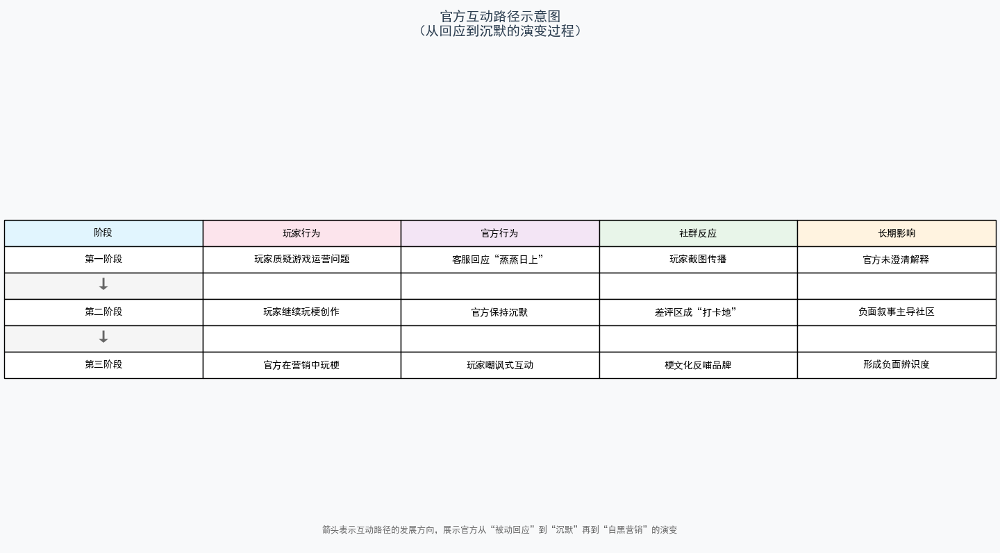 官方互动路径示意图
（从回应到沉默的演变过程）
阶段 玩家行为 官方行为 社群反应 长期影响
第一阶段 玩家质疑游戏运营问题 客服回应“蒸蒸日上” 玩家截图传播 官方未澄清解释
↓
第二阶段 玩家继续玩梗创作 官方保持沉默 差评区成“打卡地” 负面叙事主导社区
↓
第三阶段 官方在营销中玩梗 玩家嘲讽式互动 梗文化反哺品牌 形成负面辨识度
箭头表示互动路径的发展方向，展示官方从“被动回应”到“沉默”再到“自黑营销”的演变